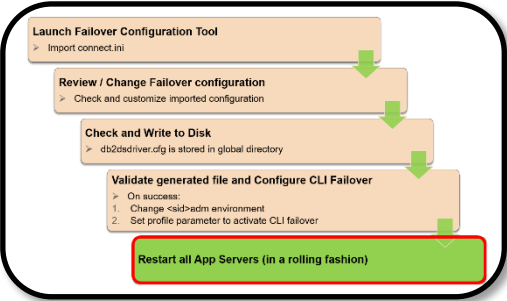 Launch Failover Configuration Tool
➢ Import connect.ini
Review / Change Failover configuration
➢ Check and customize imported configuration
Check and Write to Disk
➢ db2dsdriver.cfg is stored in global directory
Validate generated file and Configure CLI Failover
➢ On success:
1. Change <sid>adm environment
2. Set profile parameter to activate CLI failover
Restart all App Servers (in a rolling fashion)